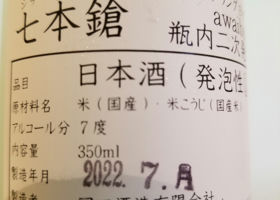 七本鎗
awa
瓶内二次
品目 日本酒(発泡性
原材料名 米(国産)・米こうじ(国産米)
アルコール分 7度
内容量 350ml
製造年月 2022.7.月